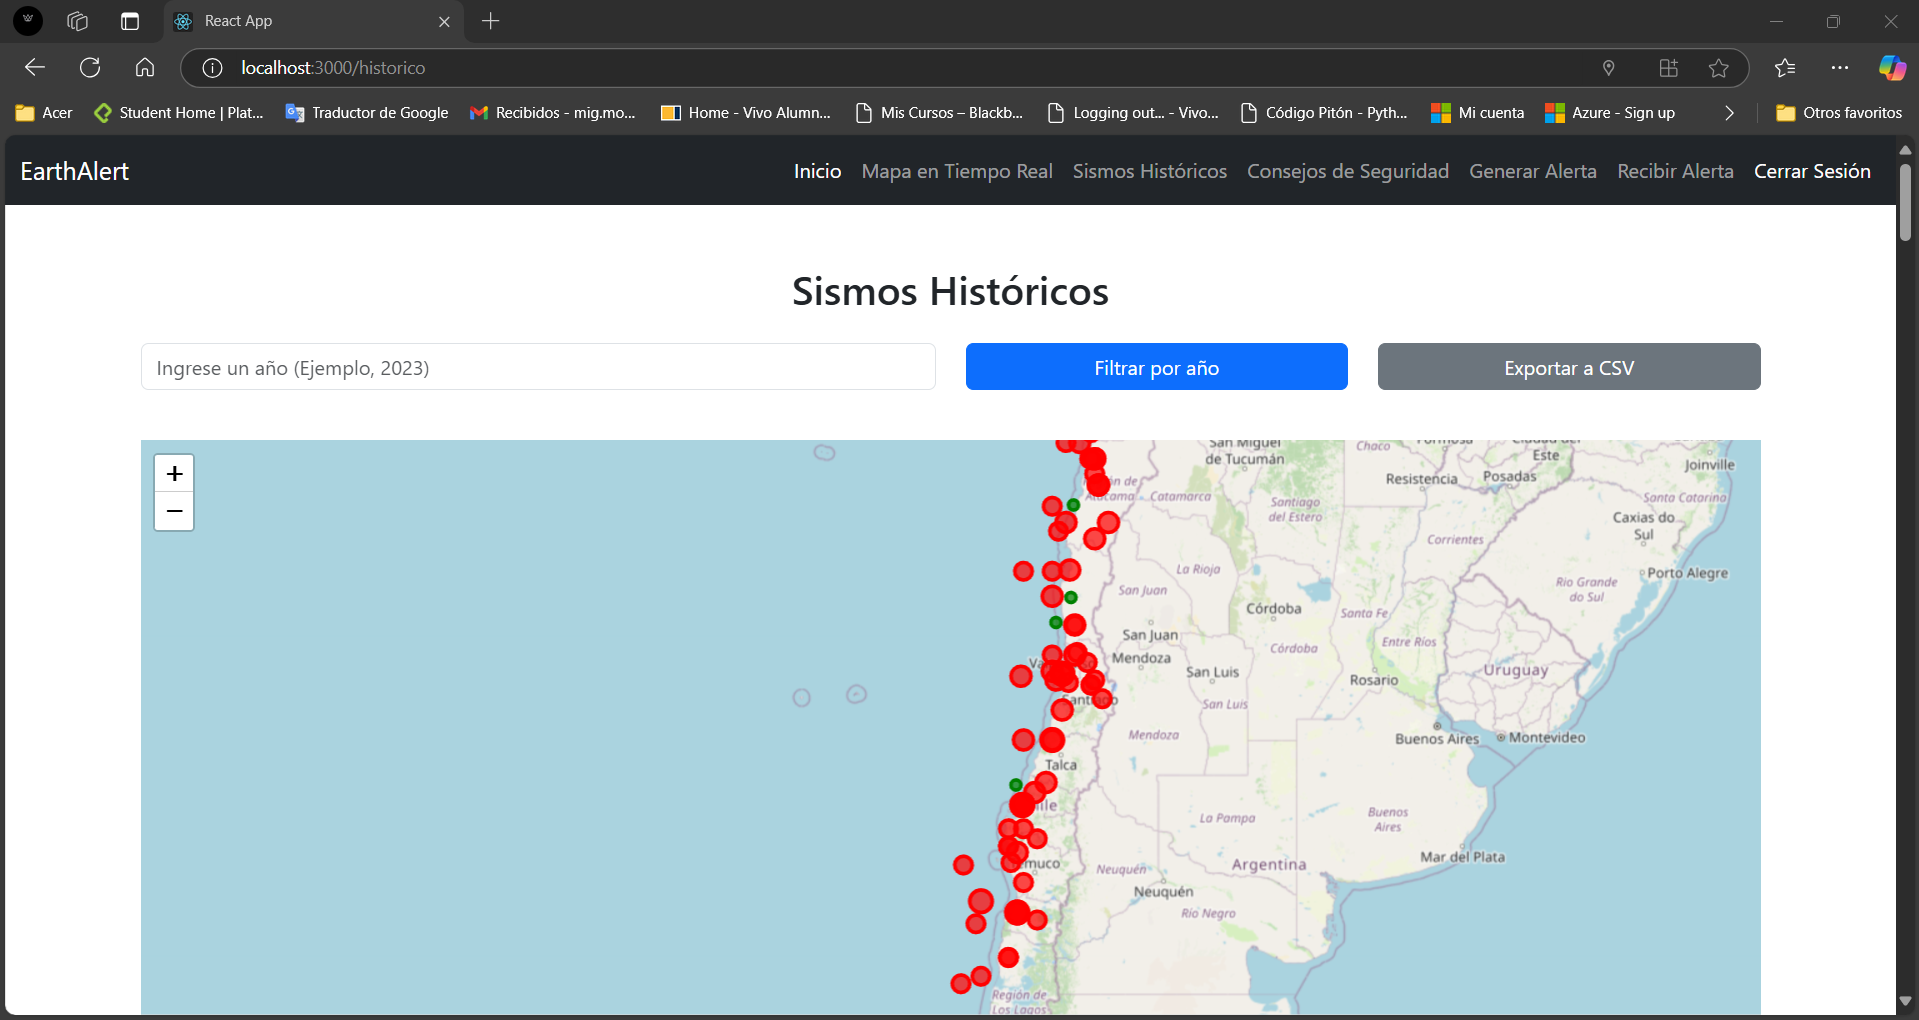 React App
localhost:3000/historico
Acer
Student Home | Plat...
Traductor de Google
Recibidos - mig.mo...
Home - Vivo Alumn...
Mis Cursos – Blackb...
Logging out... - Vivo...
Código Pitón - Pyth...
Mi cuenta
Azure - Sign up
Otros favoritos
EarthAlert
Inicio
Mapa en Tiempo Real
Sismos Históricos
Consejos de Seguridad
Generar Alerta
Recibir Alerta
Cerrar Sesión
Sismos Históricos
Ingrese un año (Ejemplo, 2023)
Filtrar por año
Exportar a CSV
+
−
San Miguel
de Tucumán
Chaco
Este
Joinville
Resistencia
Posadas
Atacama
Catamarca
Santiago
del Estero
Santa Catarina
Caxias do
Sul
Corrientes
La Rioja
Porto Alegre
Rio Grande
do Sul
San Juan
Córdoba
Santa Fe
San Juan
Entre Ríos
Córdoba
Mendoza
San Luis
Uruguay
Rosario
San Luis
Mendoza
Buenos Aires
Montevideo
Talca
La Pampa
Buenos
Aires
Mar del Plata
Neuquén
Argentina
Neuquén
Río Negro
Región de
Los Lagos